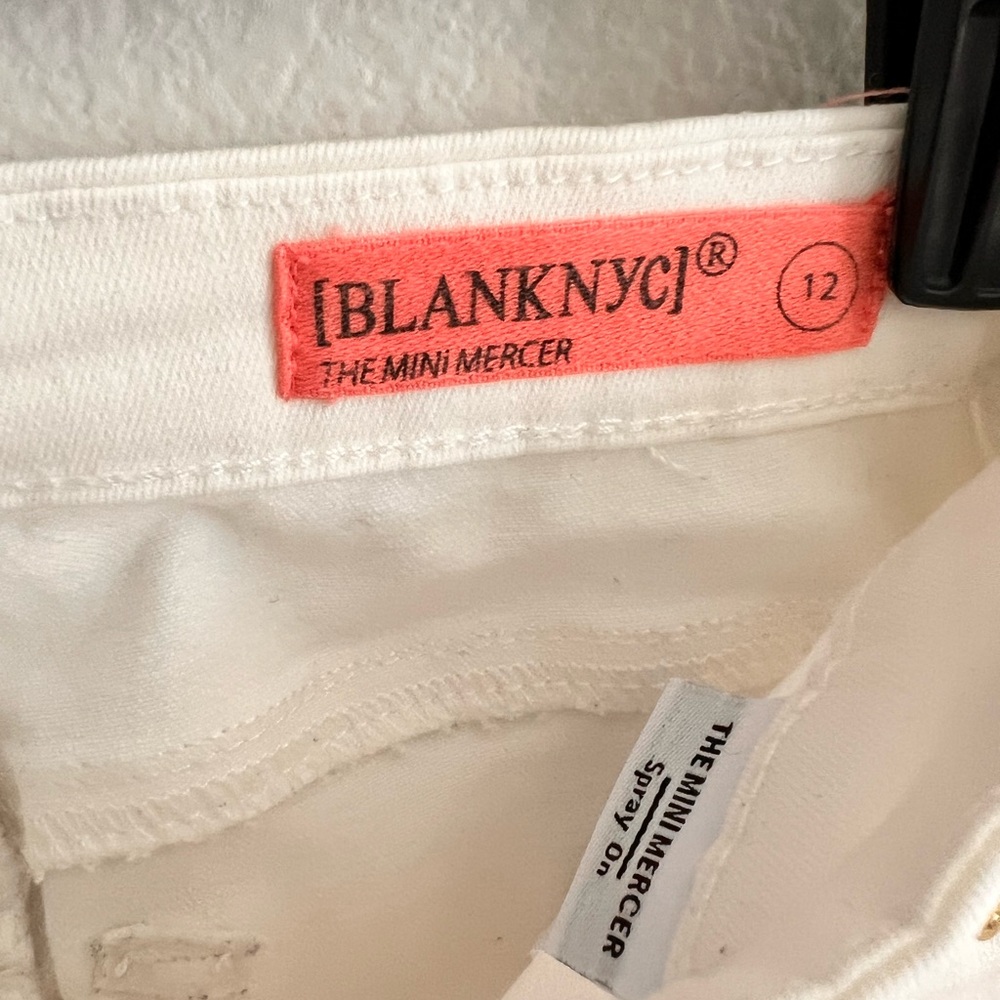 [BLANKNYC]®
12
THE MINI MERCER
THE MINI MERCER
Spray On